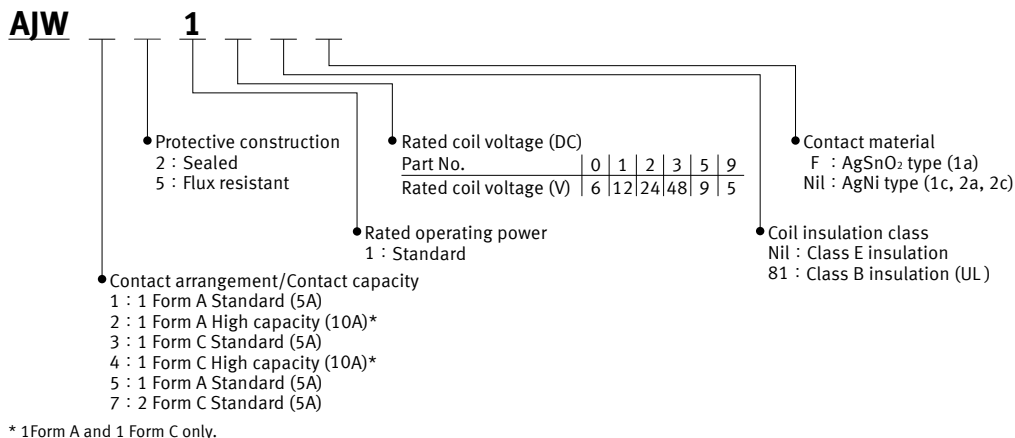 AJW 1
Protective construction
2 : Sealed
5 : Flux resistant
Rated coil voltage (DC)
Part No. 0 1 2 3 5 9
Rated coil voltage (V) 6 12 24 48 9 5
Contact material
F : AgSnO₂ type (1a)
Nil : AgNi type (1c, 2a, 2c)
Rated operating power
1 : Standard
Coil insulation class
Nil : Class E insulation
81 : Class B insulation (UL)
Contact arrangement/Contact capacity
1 : 1 Form A Standard (5A)
2 : 1 Form A High capacity (10A)*
3 : 1 Form C Standard (5A)
4 : 1 Form C High capacity (10A)*
5 : 1 Form A Standard (5A)
7 : 2 Form C Standard (5A)
* 1Form A and 1 Form C only.